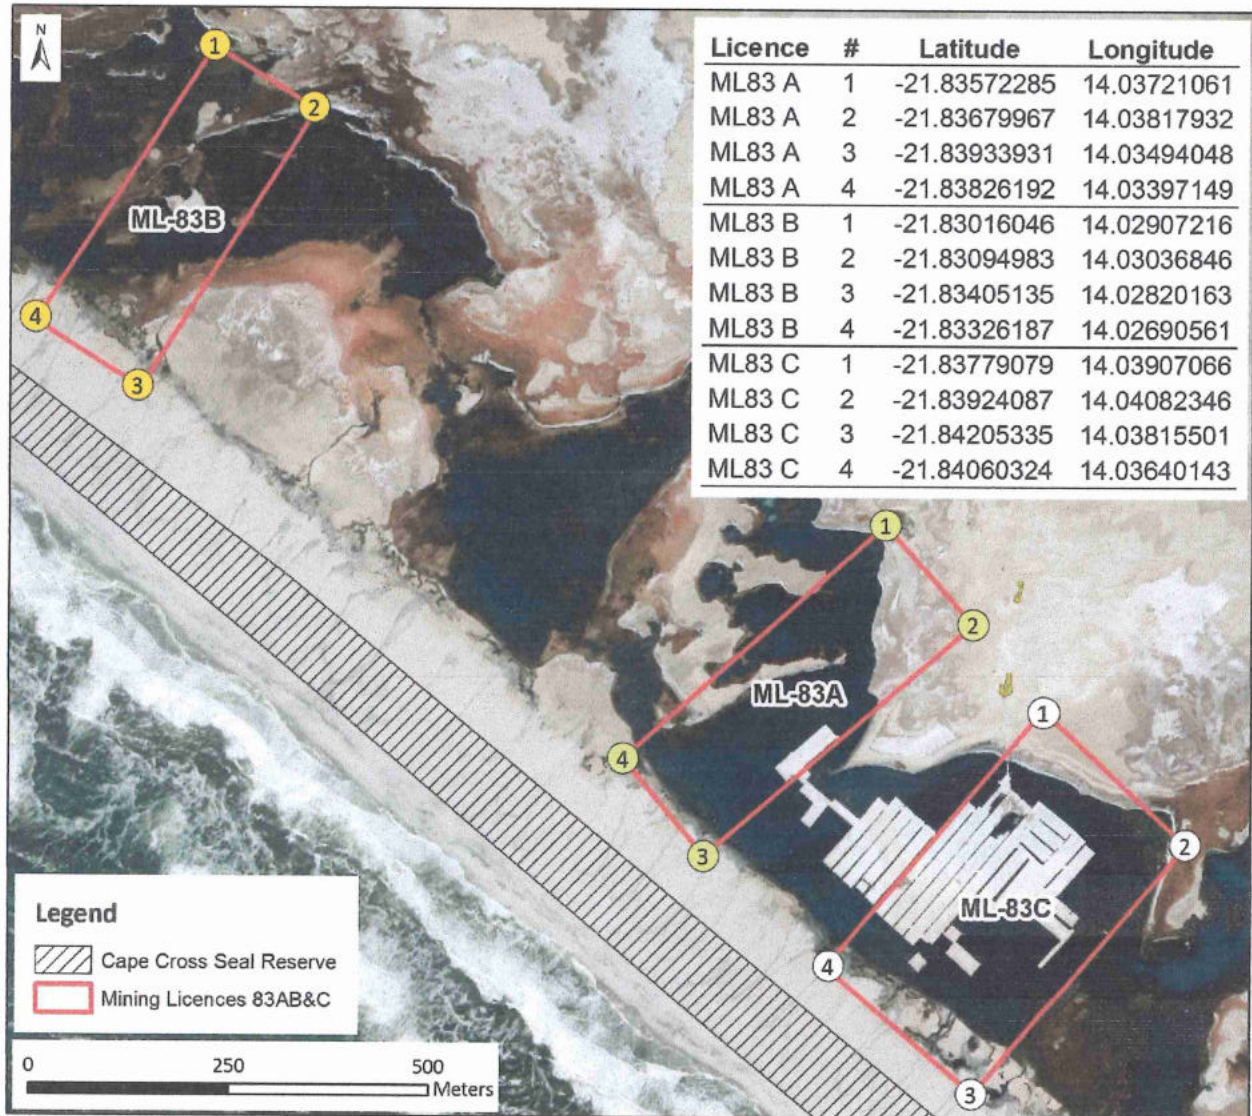 N
Licence # Latitude Longitude
ML83 A 1 -21.83572285 14.03721061
ML83 A 2 -21.83679967 14.03817932
ML83 A 3 -21.83933931 14.03494048
ML83 A 4 -21.83826192 14.03397149
ML83 B 1 -21.83016046 14.02907216
ML83 B 2 -21.83094983 14.03036846
ML83 B 3 -21.83405135 14.02820163
ML83 B 4 -21.83326187 14.02690561
ML83 C 1 -21.83779079 14.03907066
ML83 C 2 -21.83924087 14.04082346
ML83 C 3 -21.84205335 14.03815501
ML83 C 4 -21.84060324 14.03640143
1
2
ML-83B
4
3
1
2
ML-83A
4
3
1
2
ML-83C
4
3
Legend
Cape Cross Seal Reserve
Mining Licences 83AB&C
0 250 500
Meters